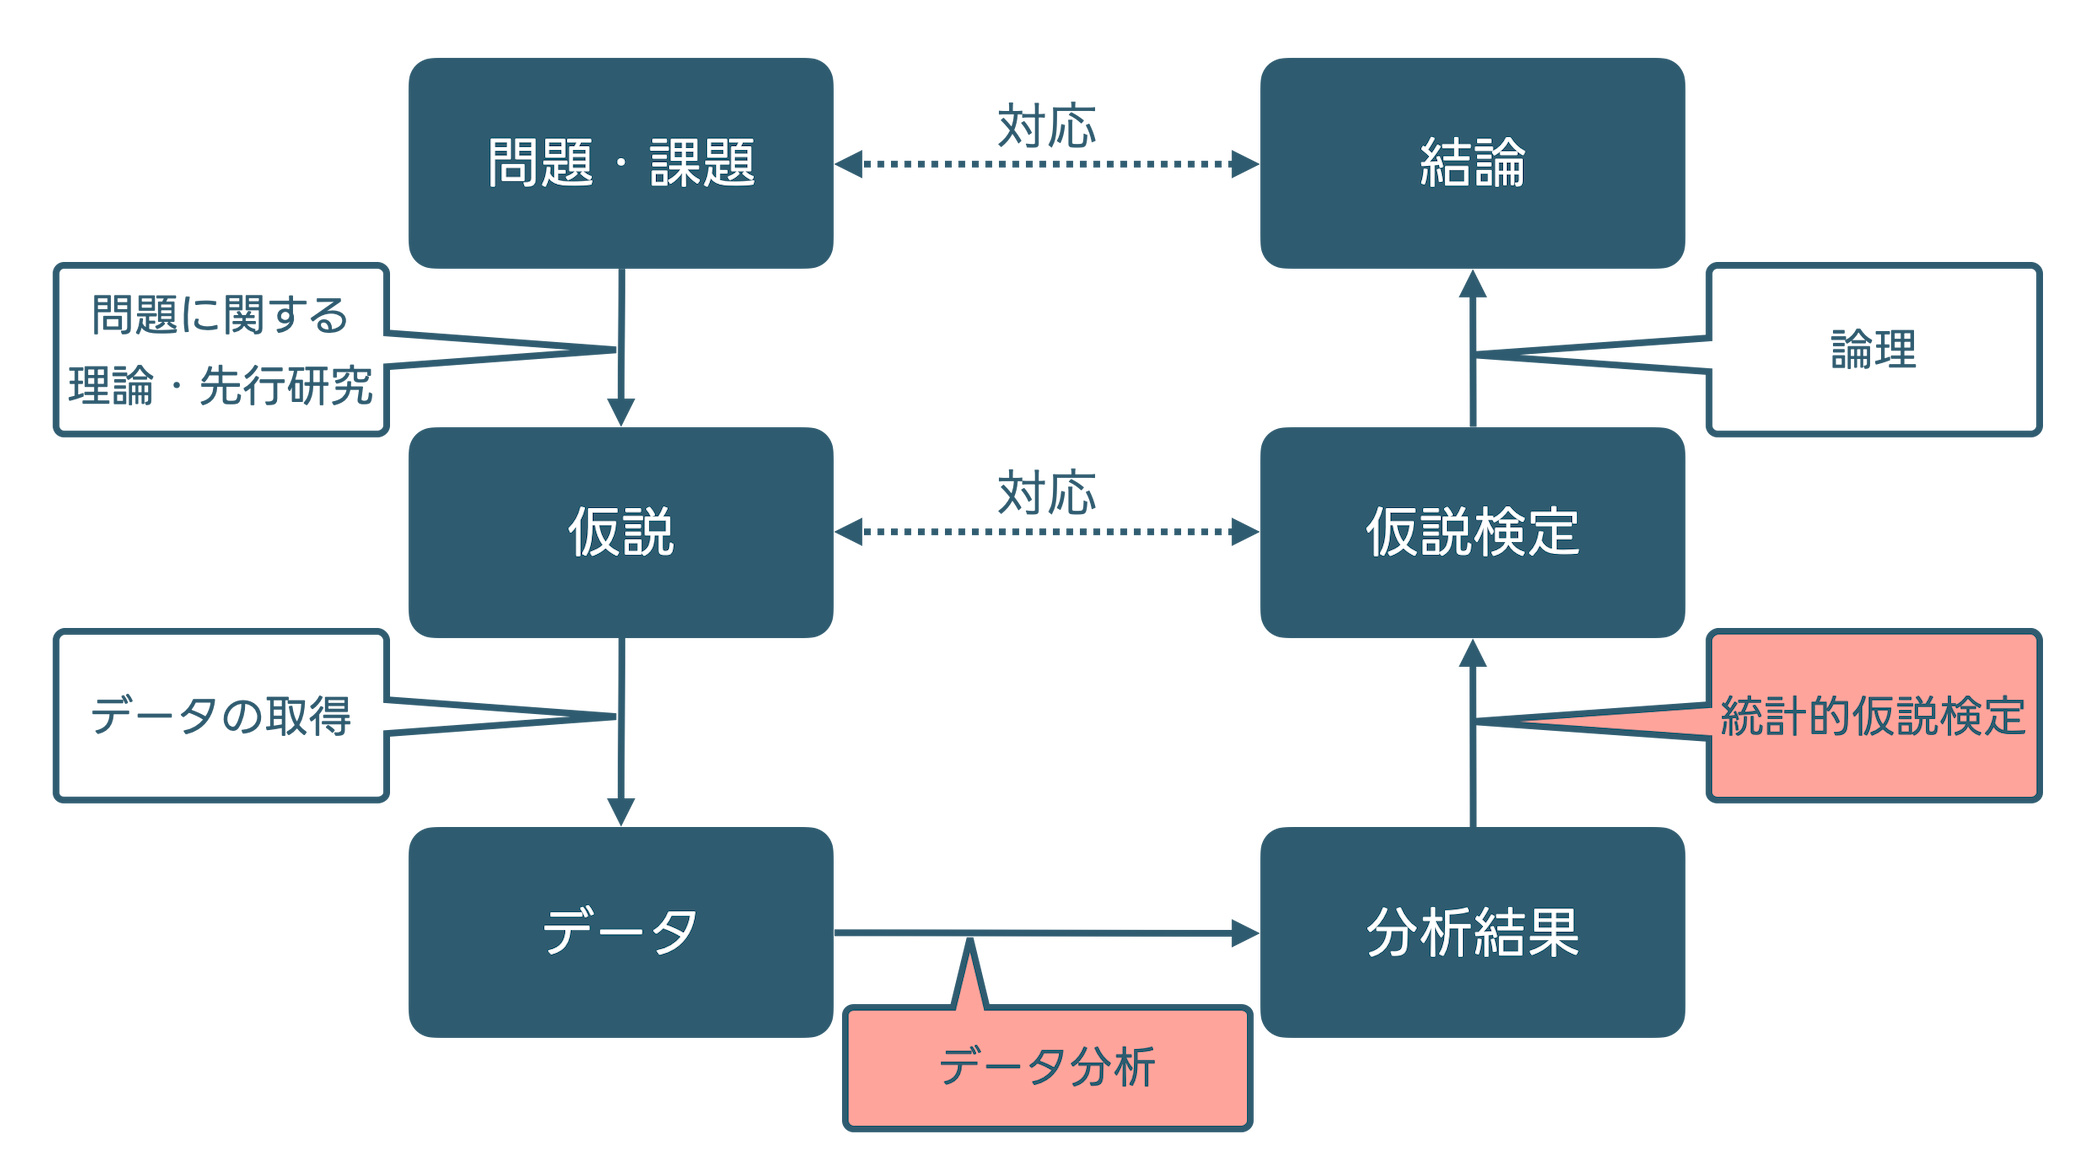 問題・課題
対応
結論
問題に関する
理論・先行研究
論理
仮説
対応
仮説検定
データの取得
統計的仮説検定
データ
分析結果
データ分析